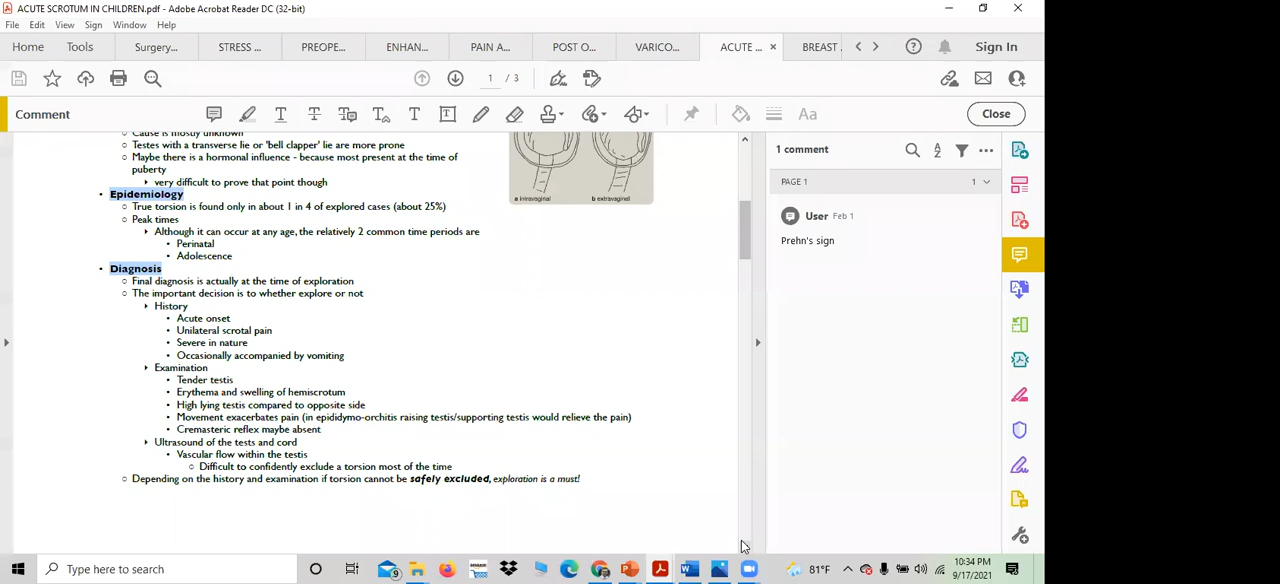 ACUTE SCROTUM IN CHILDREN.pdf - Adobe Acrobat Reader DC (32-bit)
File Edit View Sign Window Help
Home Tools Surgery... STRESS ... PREOPE... ENHAN... PAIN A... POST O... VARICO... ACUTE ... × BREAST Sign In
1 / 3
Comment Close
Cause is mostly unknown
Testes with a transverse lie or 'bell clapper' lie are more prone
Maybe there is a hormonal influence - because most present at the time of
puberty
very difficult to prove that point though
a intravaginal b extravaginal
Epidemiology
True torsion is found only in about 1 in 4 of explored cases (about 25%)
Peak times
Although it can occur at any age, the relatively 2 common time periods are
Perinatal
Adolescence
Diagnosis
Final diagnosis is actually at the time of exploration
The important decision is to whether explore or not
History
Acute onset
Unilateral scrotal pain
Severe in nature
Occasionally accompanied by vomiting
Examination
Tender testis
Erythema and swelling of hemiscrotum
High lying testis compared to opposite side
Movement exacerbates pain (in epididymo-orchitis raising testis/supporting testis would relieve the pain)
Cremasteric reflex maybe absent
Ultrasound of the testes and cord
Vascular flow within the testis
Difficult to confidently exclude a torsion most of the time
Depending on the history and examination if torsion cannot be safely excluded, exploration is a must!
1 comment
PAGE 1 1
User Feb 1
Prehn's sign
Type here to search
9
81°F
10:34 PM
9/17/2021